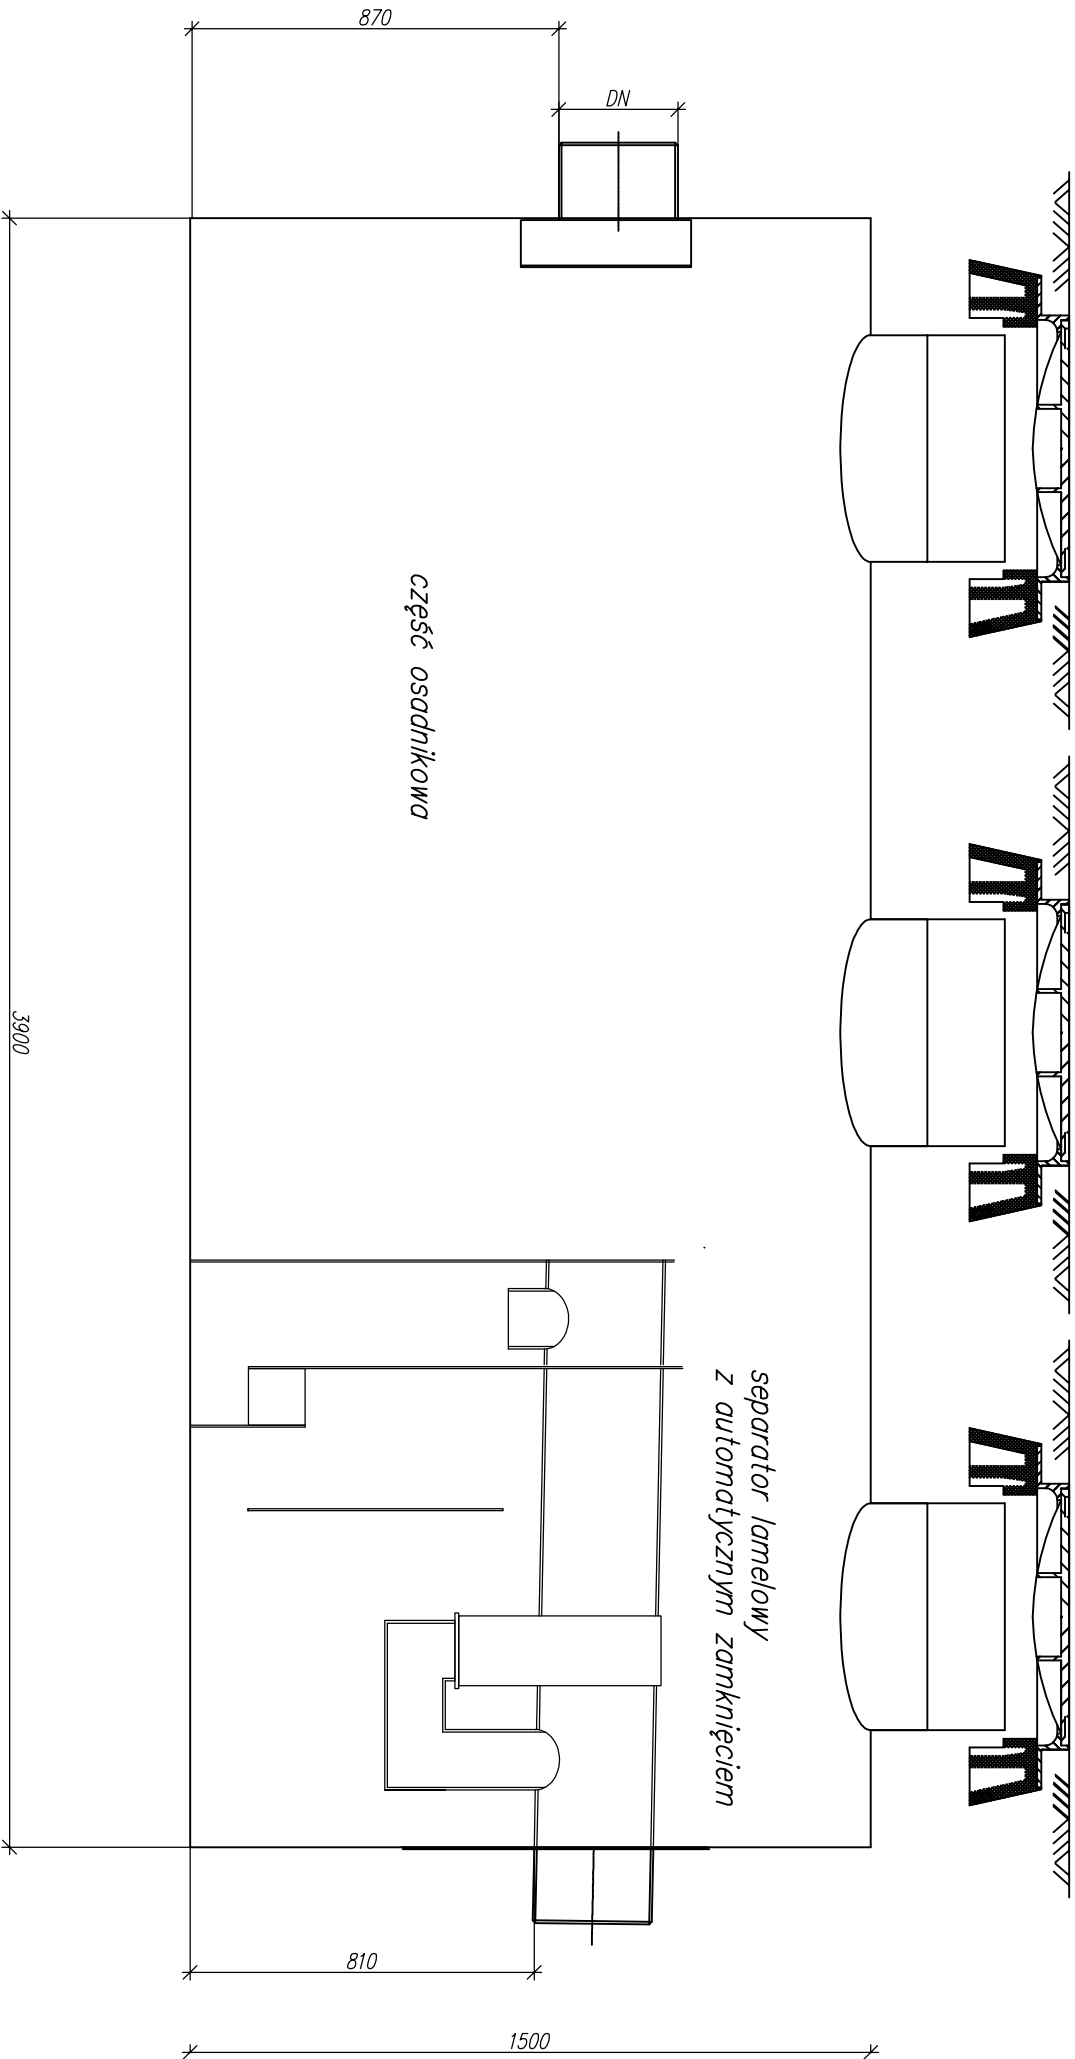 870
DN
część osadnikowa
separator lamelowy
z automatycznym zamknięciem
3900
810
1500